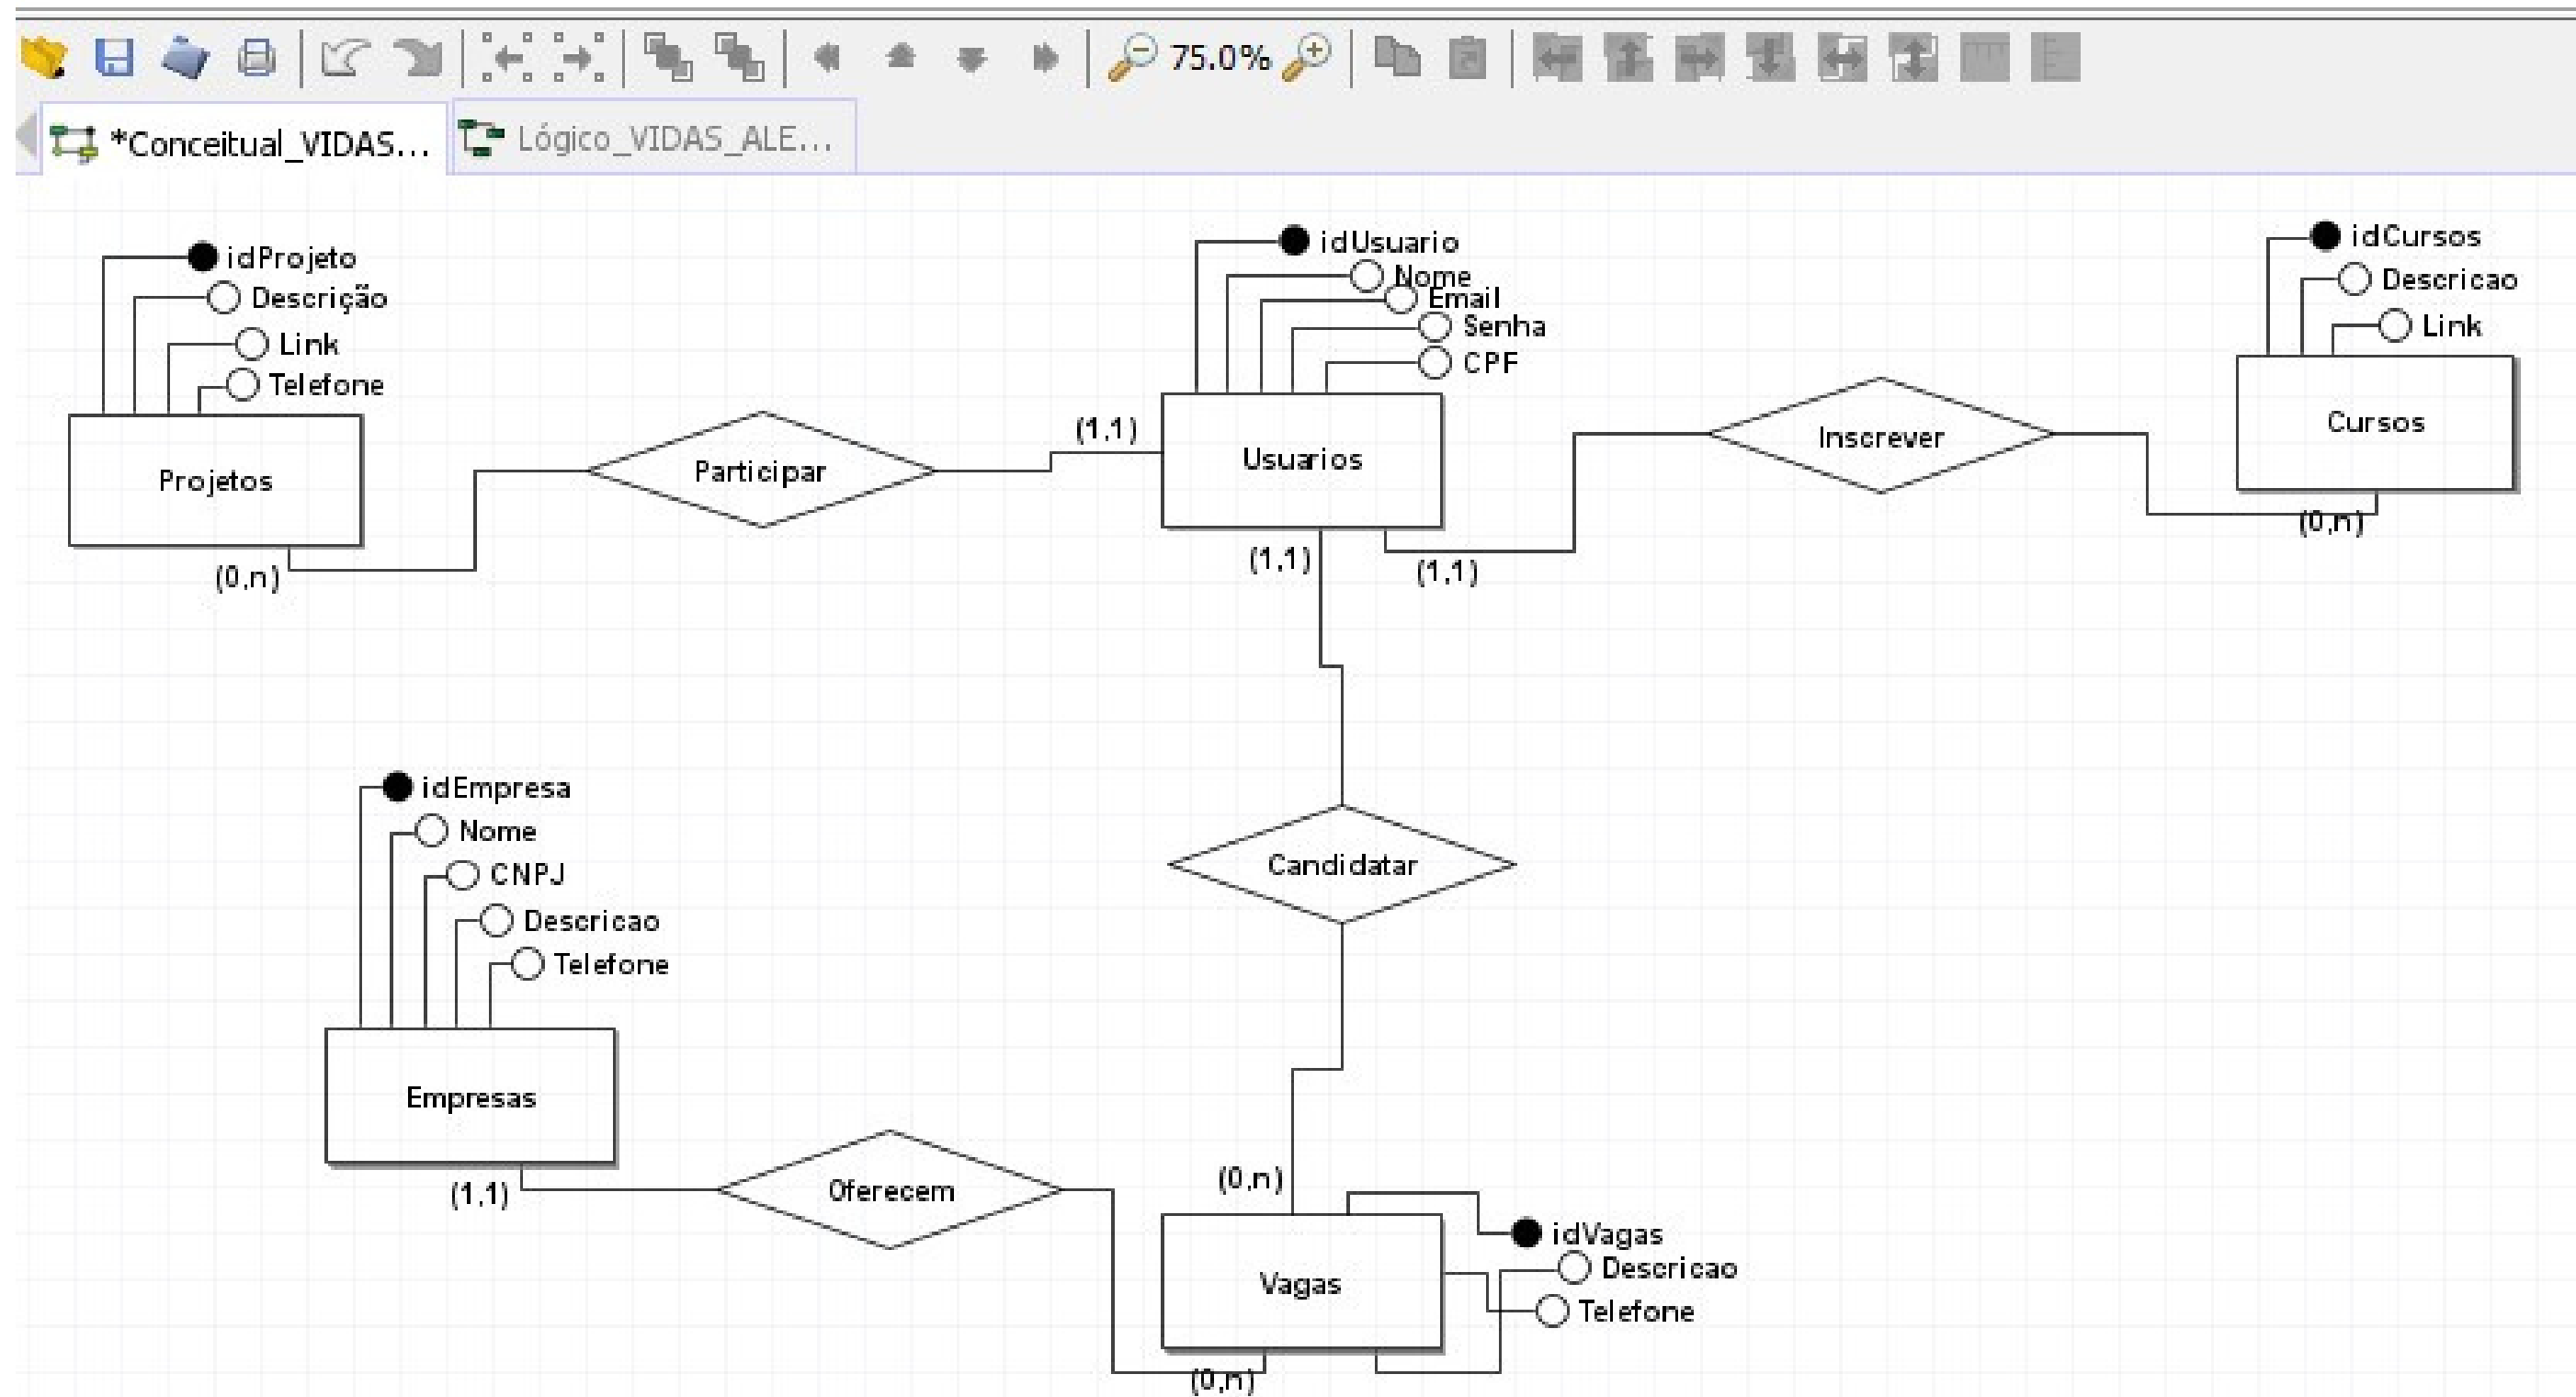 75.0%
*Conceitual_VIDAS...
Lógico_VIDAS_ALE...
idProjeto
Descrição
Link
Telefone
Projetos
(0,n)
Participar
(1,1)
idUsuario
Nome
Email
Senha
CPF
Usuarios
(1,1)
(1,1)
Inscrever
idCursos
Descricao
Link
Cursos
(0,n)
Candidatar
idEmpresa
Nome
CNPJ
Descricao
Telefone
Empresas
(1,1)
Oferecem
(0,n)
idVagas
Descricao
Telefone
Vagas
(0,n)